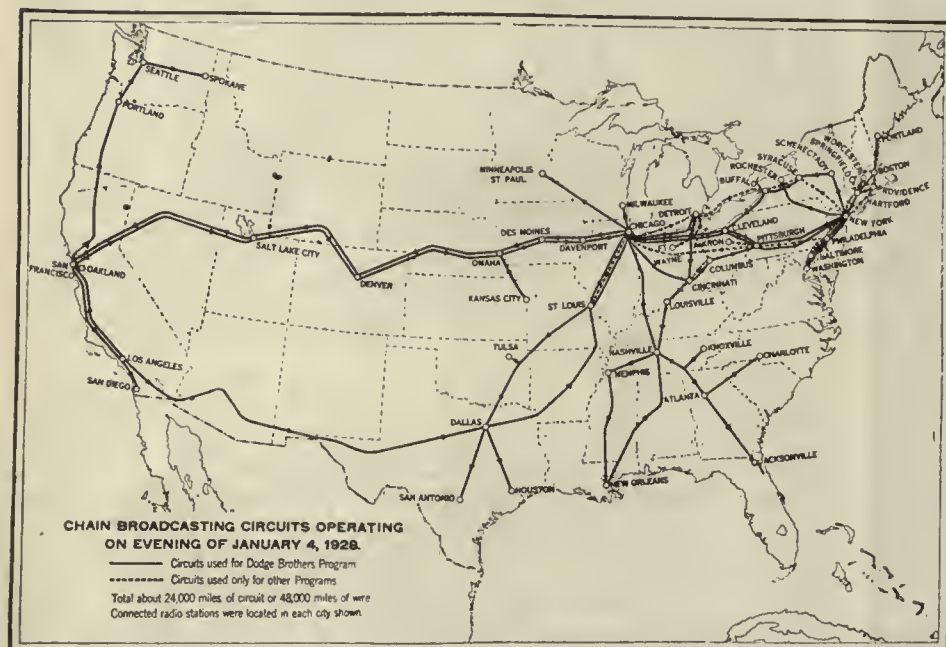 SEATTLE
SPOKANE
PORTLAND
MINNEAPOLIS
ST PAUL
MILWAUKEE
CHICAGO
DETROIT
BUFFALO
ROCHESTER
SYRACUSE
SCHENECTADY
SPRINGFIELD
WORCESTER
PORTLAND
BOSTON
PROVIDENCE
HARTFORD
NEW YORK
PHILADELPHIA
BALTIMORE
WASHINGTON
CLEVELAND
AKRON
PITTSBURGH
FT
WAYNE
COLUMBUS
CINCINNATI
LOUISVILLE
DES MOINES
DAVENPORT
OMAHA
KANSAS CITY
ST LOUIS
SALT LAKE CITY
DENVER
SAN
FRANCISCO
OAKLAND
LOS ANGELES
SAN DIEGO
TULSA
DALLAS
NASHVILLE
KNOXVILLE
CHARLOTTE
MEMPHIS
ATLANTA
JACKSONVILLE
NEW ORLEANS
HOUSTON
SAN ANTONIO
CHAIN BROADCASTING CIRCUITS OPERATING
ON EVENING OF JANUARY 4, 1928.
Circuits used for Dodge Brothers Program
Circuits used only for other Programs
Total about 24,000 miles of circuit or 48,000 miles of wire
Connected radio stations were located in each city shown